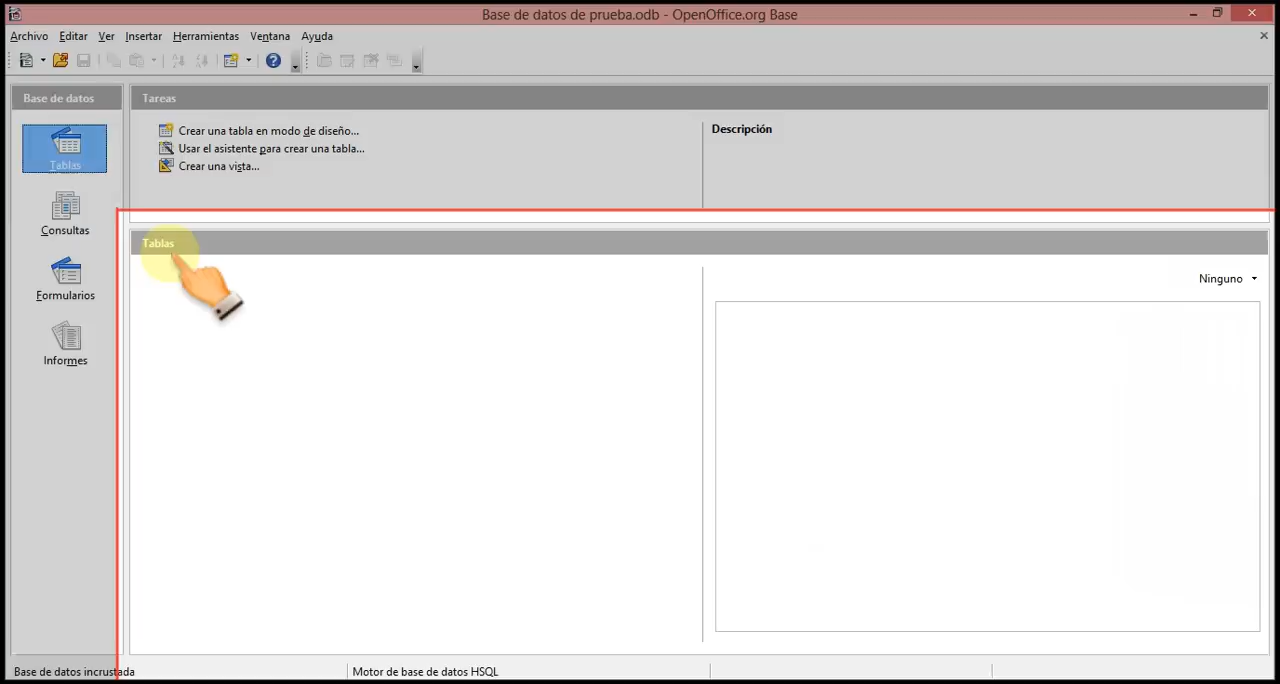 Base de datos de prueba.odb - OpenOffice.org Base
Archivo Editar Ver Insertar Herramientas Ventana Ayuda
Base de datos
Tareas
Tablas
Consultas
Formularios
Informes
Crear una tabla en modo de diseño...
Usar el asistente para crear una tabla...
Crear una vista...
Descripción
Tablas
Ninguno
Base de datos incrustada
Motor de base de datos HSQL